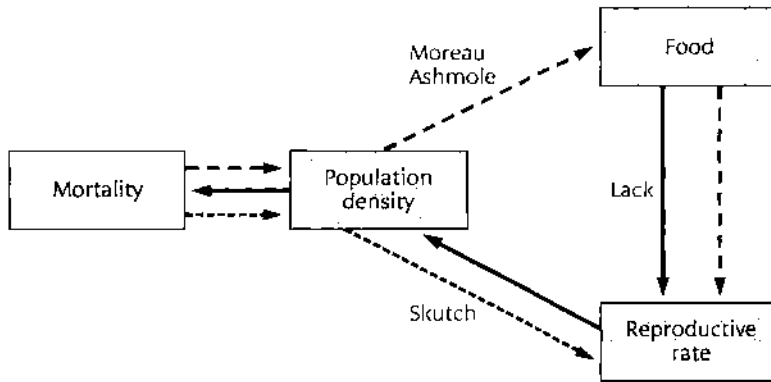 Moreau
Ashmole
Food
Mortality
Population
density
Lack
Skutch
Reproductive
rate